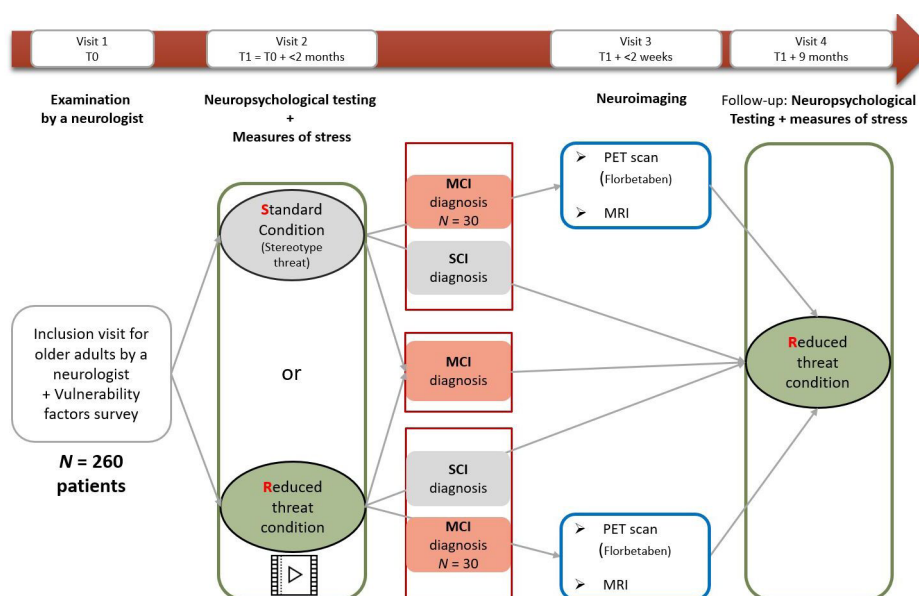 Visit 1
T0
Visit 2
T1 = T0 + <2 months
Visit 3
T1 + <2 weeks
Visit 4
T1 + 9 months
Examination
by a neurologist
Neuropsychological testing
+
Measures of stress
Neuroimaging
Follow-up: Neuropsychological
Testing + measures of stress
Inclusion visit for
older adults by a
neurologist
+ Vulnerability
factors survey
N = 260
patients
Standard
Condition
(Stereotype
threat)
or
Reduced
threat
condition
MCI
diagnosis
N = 30
SCI
diagnosis
MCI
diagnosis
SCI
diagnosis
MCI
diagnosis
N = 30
➢ PET scan
(Florbetaben)
➢ MRI
➢ PET scan
(Florbetaben)
➢ MRI
Reduced
threat
condition